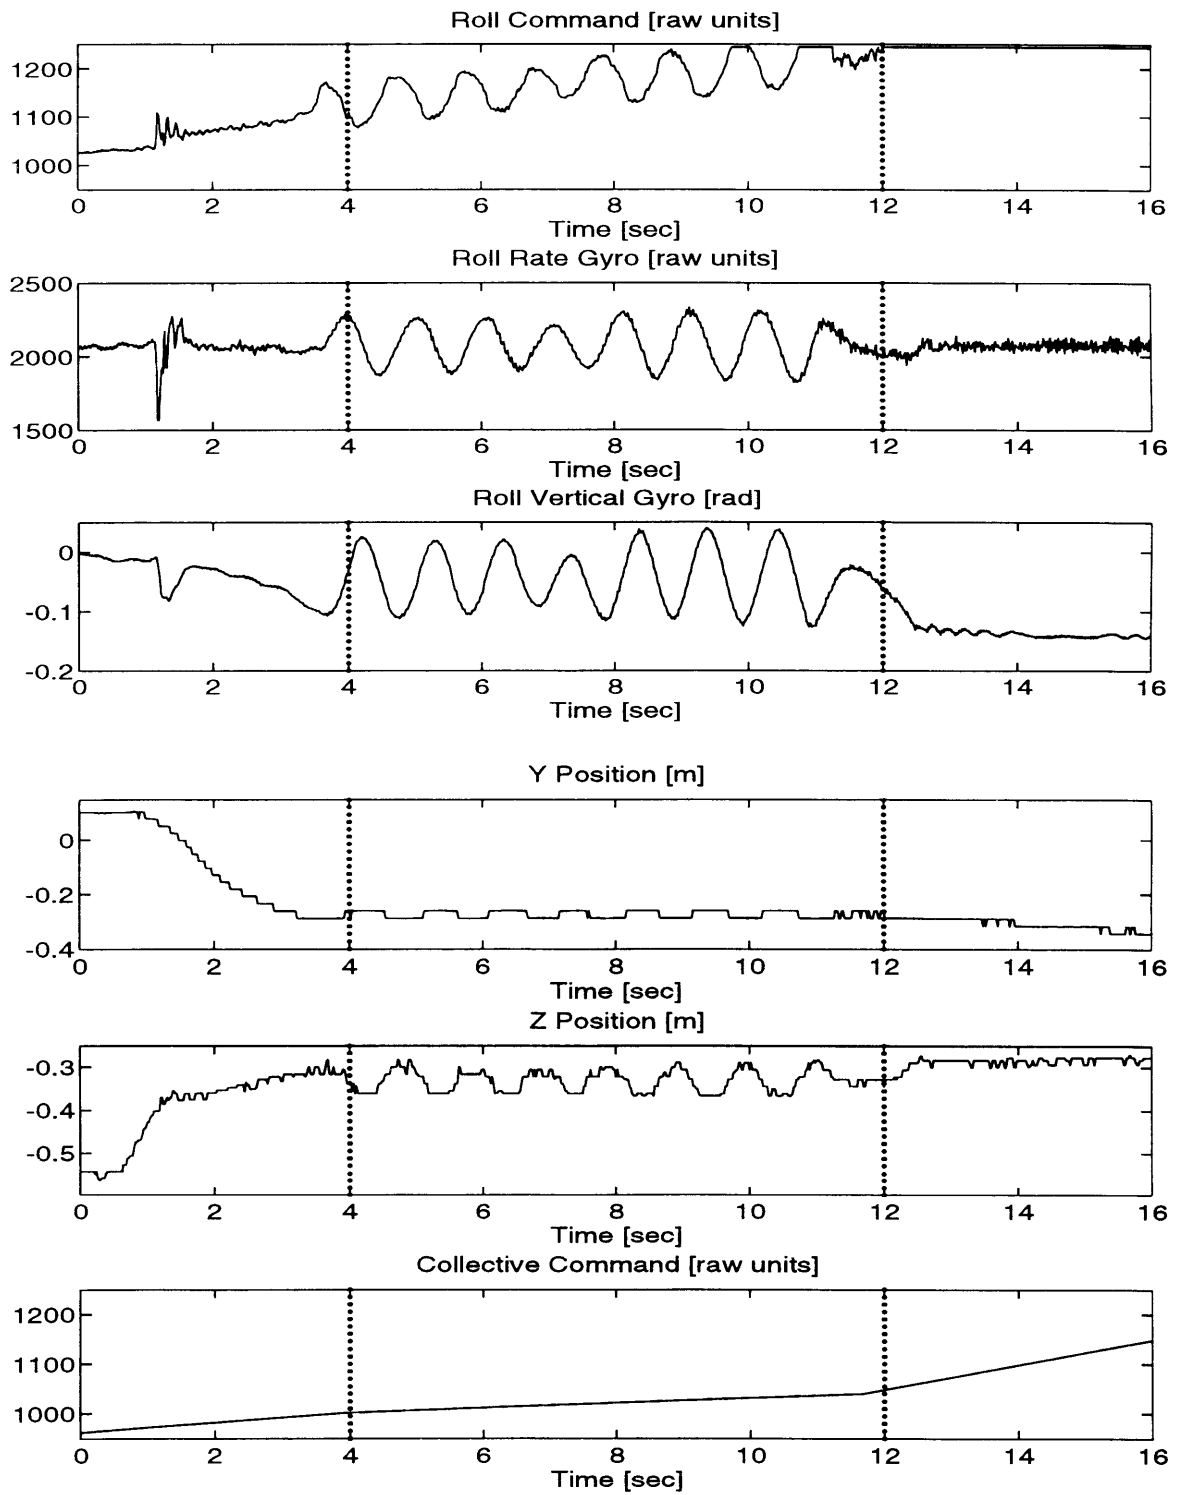 Roll Command [raw units]
1200
1100
1000
0 2 4 6 8 10 12 14 16
Time [sec]
Roll Rate Gyro [raw units]
2500
2000
1500
0 2 4 6 8 10 12 14 16
Time [sec]
Roll Vertical Gyro [rad]
0
-0.1
-0.2
0 2 4 6 8 10 12 14 16
Time [sec]
Y Position [m]
0
-0.2
-0.4
0 2 4 6 8 10 12 14 16
Time [sec]
Z Position [m]
-0.3
-0.4
-0.5
0 2 4 6 8 10 12 14 16
Time [sec]
Collective Command [raw units]
1200
1100
1000
0 2 4 6 8 10 12 14 16
Time [sec]